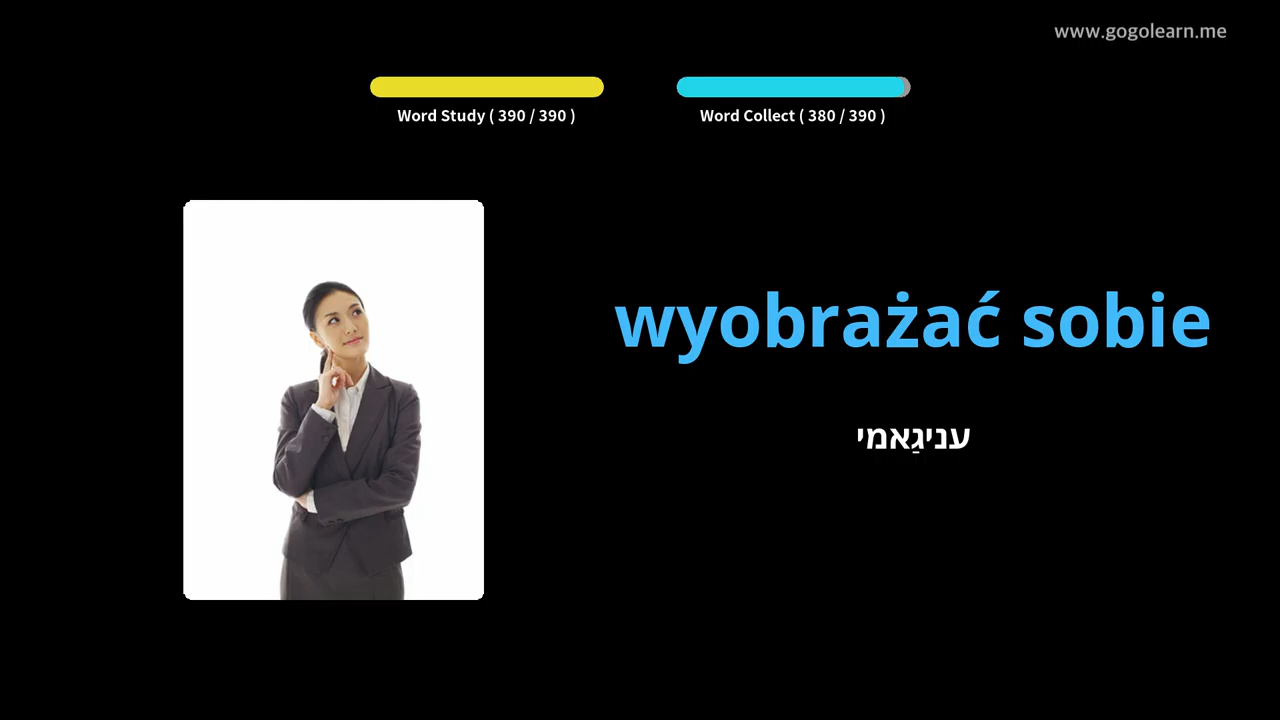 www.gogolearn.me
Word Study ( 390 / 390 )
Word Collect ( 380 / 390 )
wyobrażać sobie
עניגַאמי